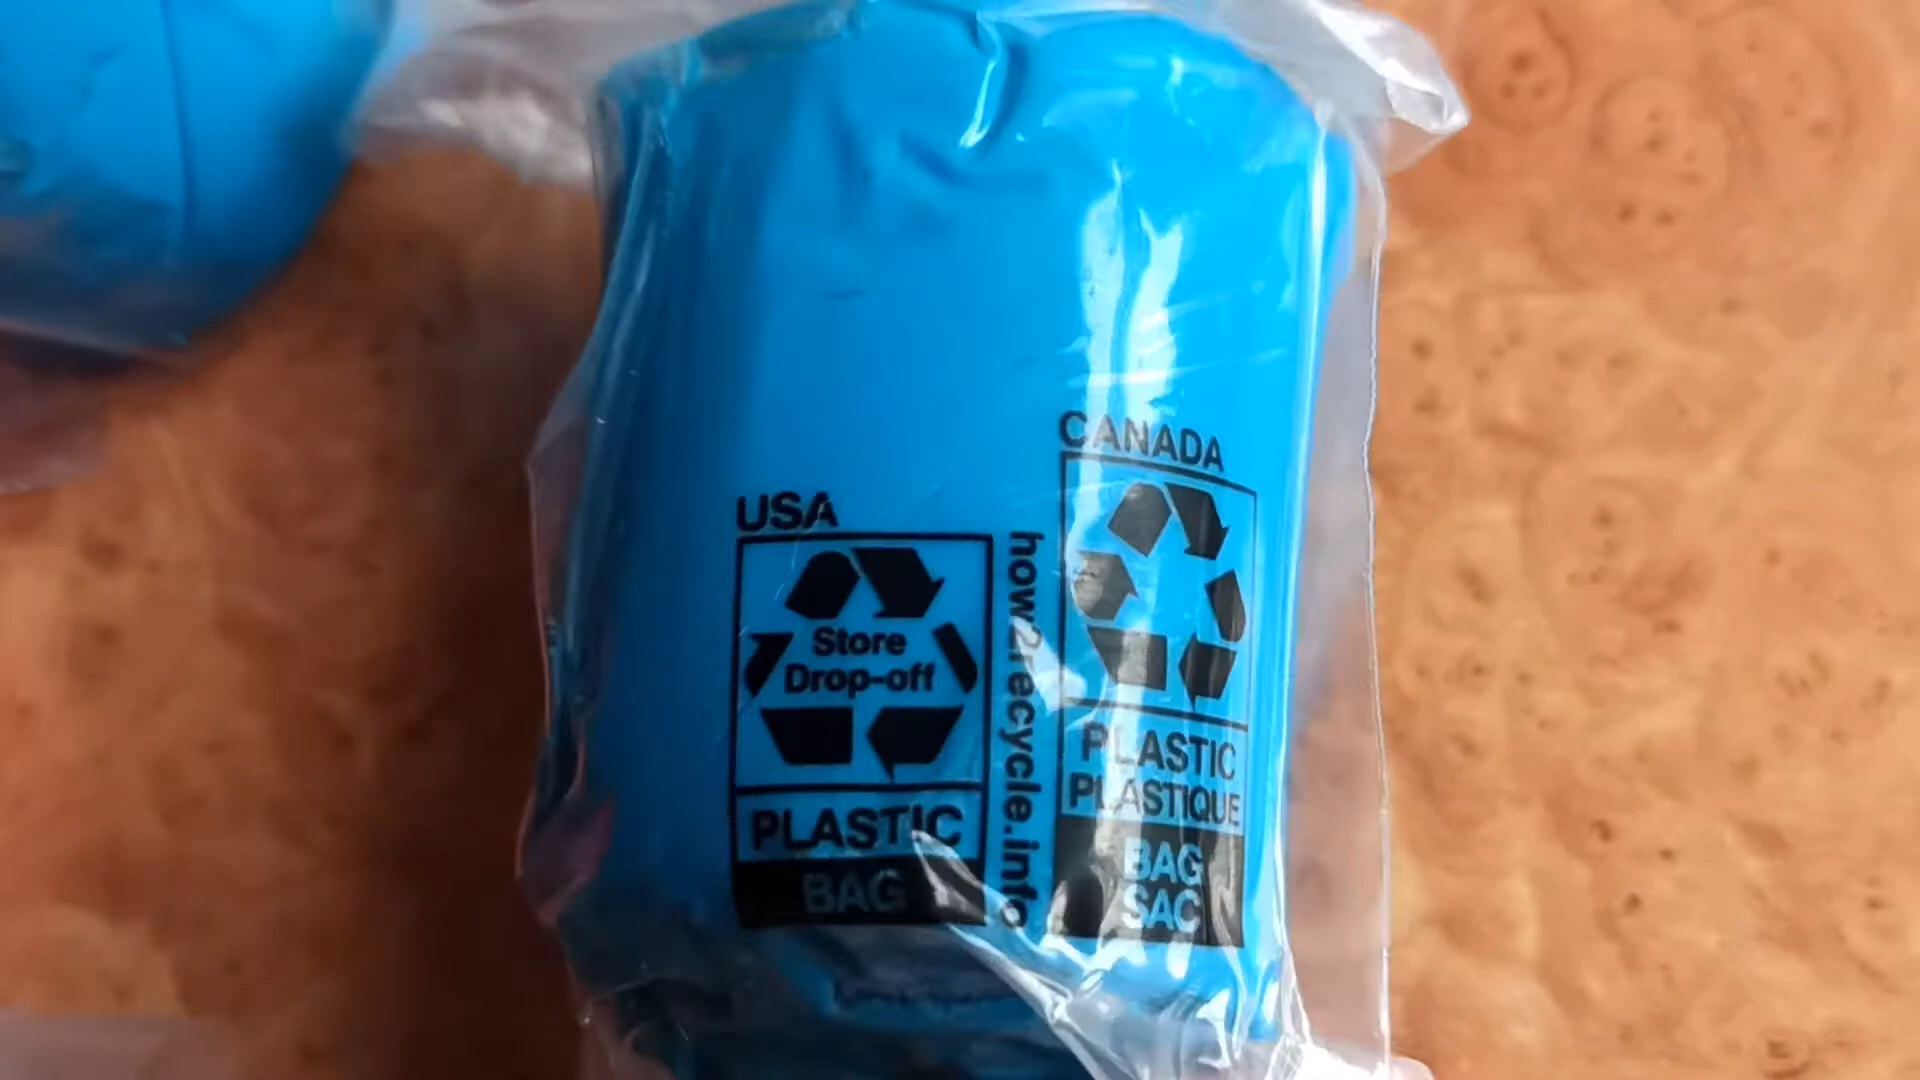 USA
Store
Drop-off
PLASTIC
BAG
how2recycle.info
CANADA
PLASTIC
PLASTIQUE
BAG
SAC